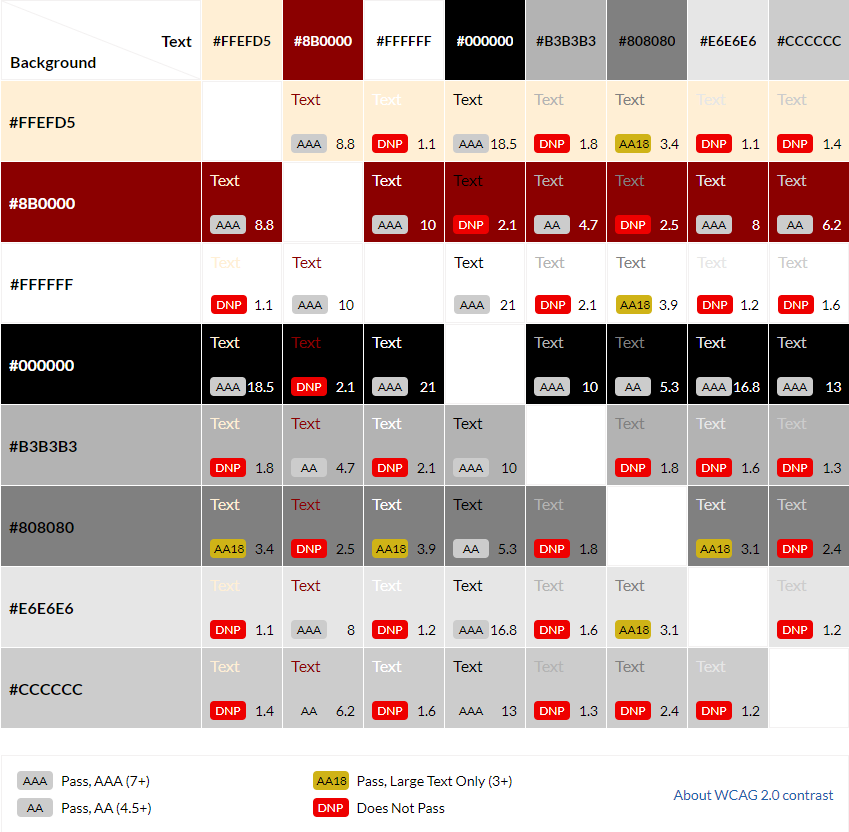 Text #FFEFD5 #8B0000 #FFFFFF #000000 #B3B3B3 #808080 #E6E6E6 #CCCCCC
Background
#FFEFD5 Text Text Text Text Text Text Text
AAA 8.8 DNP 1.1 AAA 18.5 DNP 1.8 AA18 3.4 DNP 1.1 DNP 1.4
#8B0000 Text Text Text Text Text Text Text
AAA 8.8 AAA 10 DNP 2.1 AA 4.7 DNP 2.5 AAA 8 AA 6.2
#FFFFFF Text Text Text Text Text Text Text
DNP 1.1 AAA 10 AAA 21 DNP 2.1 AA18 3.9 DNP 1.2 DNP 1.6
#000000 Text Text Text Text Text Text Text
AAA 18.5 DNP 2.1 AAA 21 AAA 10 AA 5.3 AAA 16.8 AAA 13
#B3B3B3 Text Text Text Text Text Text Text
DNP 1.8 AA 4.7 DNP 2.1 AAA 10 DNP 1.8 DNP 1.6 DNP 1.3
#808080 Text Text Text Text Text Text Text
AA18 3.4 DNP 2.5 AA18 3.9 AA 5.3 DNP 1.8 AA18 3.1 DNP 2.4
#E6E6E6 Text Text Text Text Text Text Text
DNP 1.1 AAA 8 DNP 1.2 AAA 16.8 DNP 1.6 AA18 3.1 DNP 1.2
#CCCCCC Text Text Text Text Text Text Text
DNP 1.4 AA 6.2 DNP 1.6 AAA 13 DNP 1.3 DNP 2.4 DNP 1.2
AAA Pass, AAA (7+) AA18 Pass, Large Text Only (3+)
About WCAG 2.0 contrast
AA Pass, AA (4.5+) DNP Does Not Pass